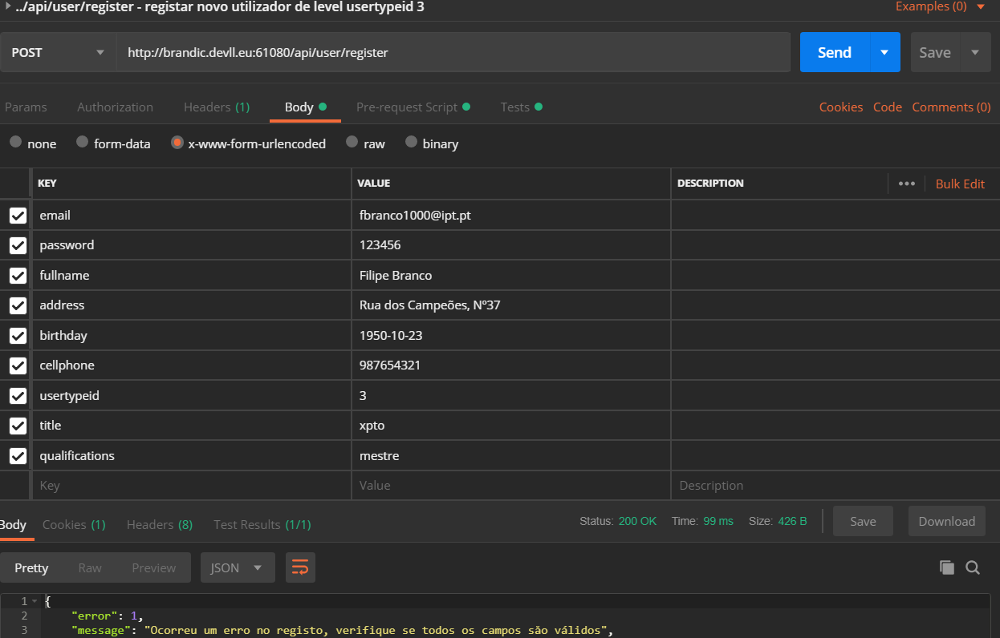 ../api/user/register - registar novo utilizador de level usertypeid 3 Examples (0)
POST http://brandic.devll.eu:61080/api/user/register Send Save
Params Authorization Headers (1) Body Pre-request Script Tests Cookies Code Comments (0)
none form-data x-www-form-urlencoded raw binary
KEY VALUE DESCRIPTION ••• Bulk Edit
email fbranco1000@ipt.pt
password 123456
fullname Filipe Branco
address Rua dos Campeões, Nº37
birthday 1950-10-23
cellphone 987654321
usertypeid 3
title xpto
qualifications mestre
Key Value Description
Body Cookies (1) Headers (8) Test Results (1/1) Status: 200 OK Time: 99 ms Size: 426 B Save Download
Pretty Raw Preview JSON
1 {
2 "error": 1,
3 "message": "Ocorreu um erro no registo, verifique se todos os campos são válidos",